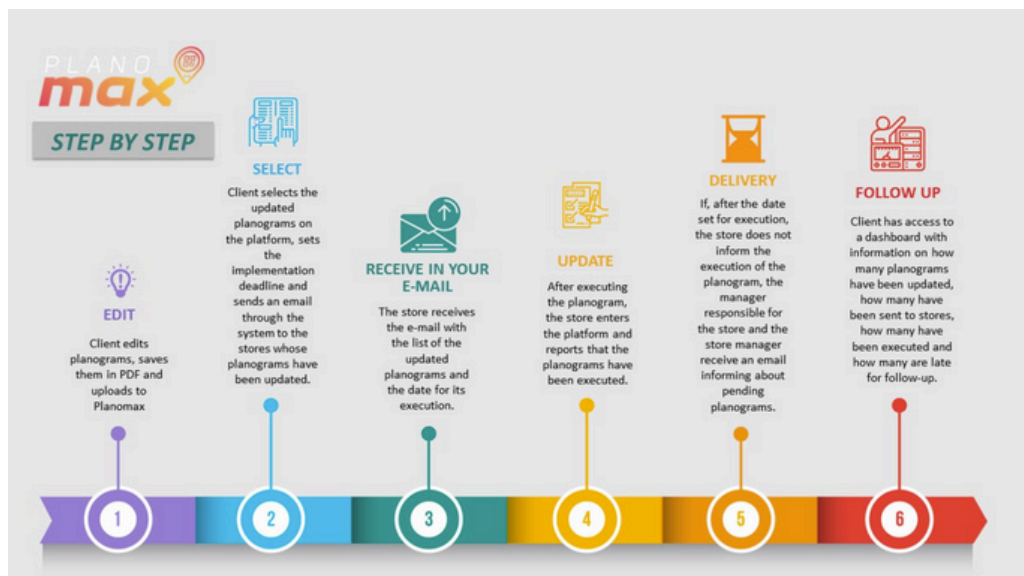 PLANO
max
STEP BY STEP
EDIT
Client edits
planograms, saves
them in PDF and
uploads to
Planomax
SELECT
Client selects the
updated
planograms on
the platform, sets
the
implementation
deadline and
sends an email
through the
system to the
stores whose
planograms have
been updated.
RECEIVE IN YOUR
E-MAIL
The store receives
the e-mail with
the list of the
updated
planograms and
the date for its
execution.
UPDATE
After executing
the planogram,
the store enters
the platform and
reports that the
planograms have
been executed.
DELIVERY
If, after the date
set for execution,
the store does not
inform the
execution of the
planogram, the
manager
responsible for
the store and the
store manager
receive an email
informing about
pending
planograms.
FOLLOW UP
Client has access to
a dashboard with
information on how
many planograms
have been updated,
how many have
been sent to stores,
how many have
been executed and
how many are late
for follow-up.
1
2
3
4
5
6